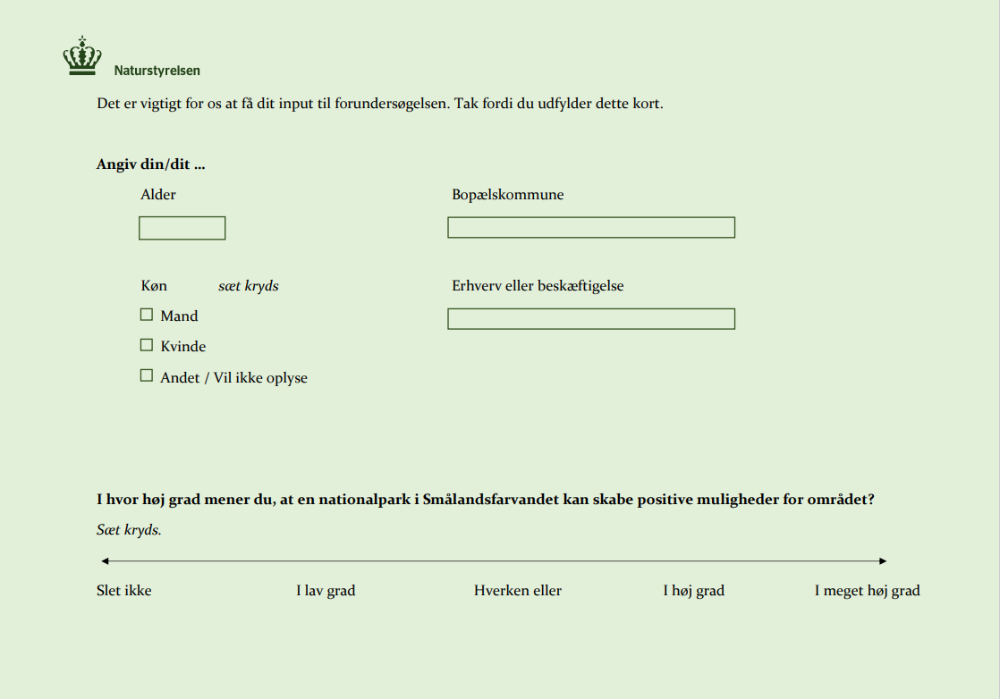 Naturstyrelsen
Det er vigtigt for os at få dit input til forundersøgelsen. Tak fordi du udfylder dette kort.
Angiv din/dit ...
Alder
Bopælskommune
Køn sæt kryds
Erhverv eller beskæftigelse
Mand
Kvinde
Andet / Vil ikke oplyse
I hvor høj grad mener du, at en nationalpark i Smålandsfarvandet kan skabe positive muligheder for området?
Sæt kryds.
Slet ikke I lav grad Hverken eller I høj grad I meget høj grad